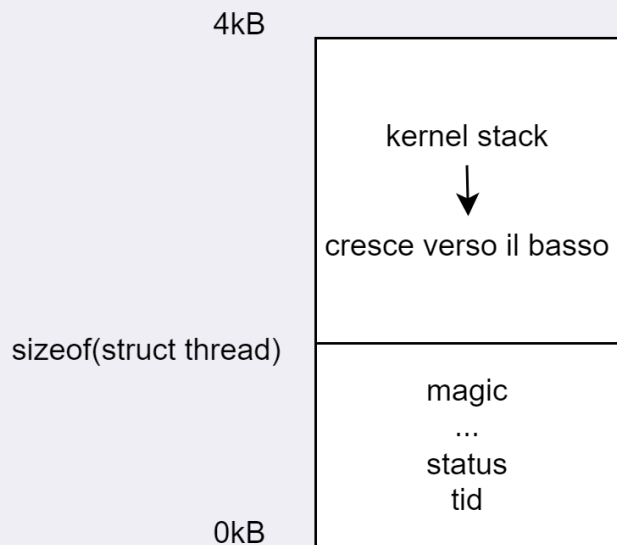 4kB
kernel stack
cresce verso il basso
sizeof(struct thread)
magic
...
status
tid
0kB